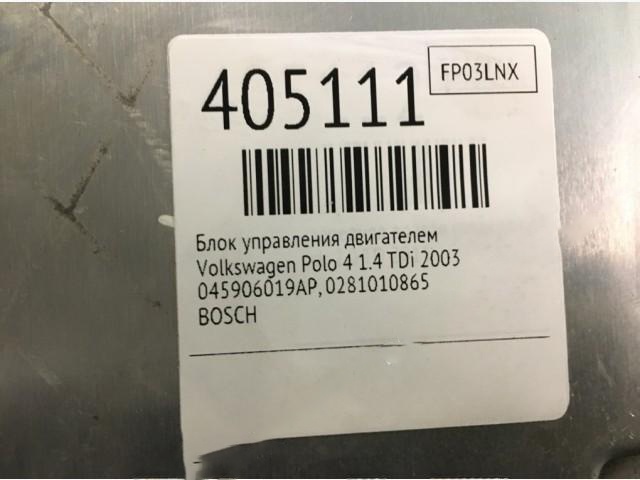 405111
FP03LNX
Блок управления двигателем
Volkswagen Polo 4 1.4 TDi 2003
045906019AP, 0281010865
BOSCH